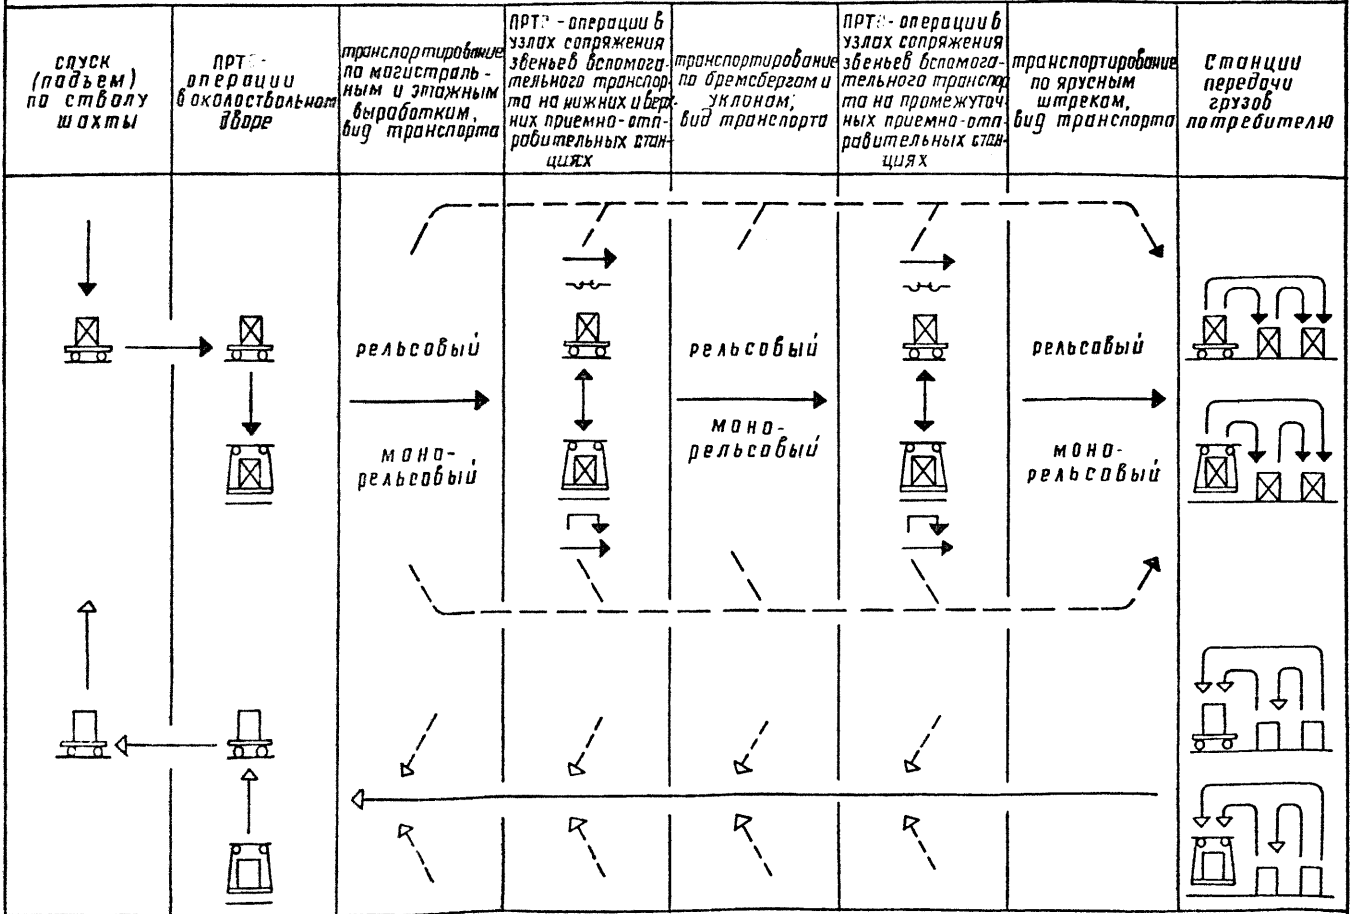 спуск
(подъем)
по стволу
шахты
ПРТ -
операции
в околоствольном
дворе
транспортирование
по магистраль-
ным и этажным
выработкам,
вид транспорта
ПРТ - операции в
узлах сопряжения
звеньев вспомога-
тельного транспор-
та на нижних и верх-
них приемно-отп-
равительных стан-
циях
транспортирование
по бремсбергам и
уклонам,
вид транспорта
ПРТ - операции в
узлах сопряжения
звеньев вспомога-
тельного транспор
та на промежуточ-
ных приемно-отп-
равительных стан-
циях
транспортирование
по ярусным
штрекам,
вид транспорта
Станции
передачи
грузов
потребителю
рельсовый
моно-
рельсовый
рельсовый
моно-
рельсовый
рельсовый
моно-
рельсовый